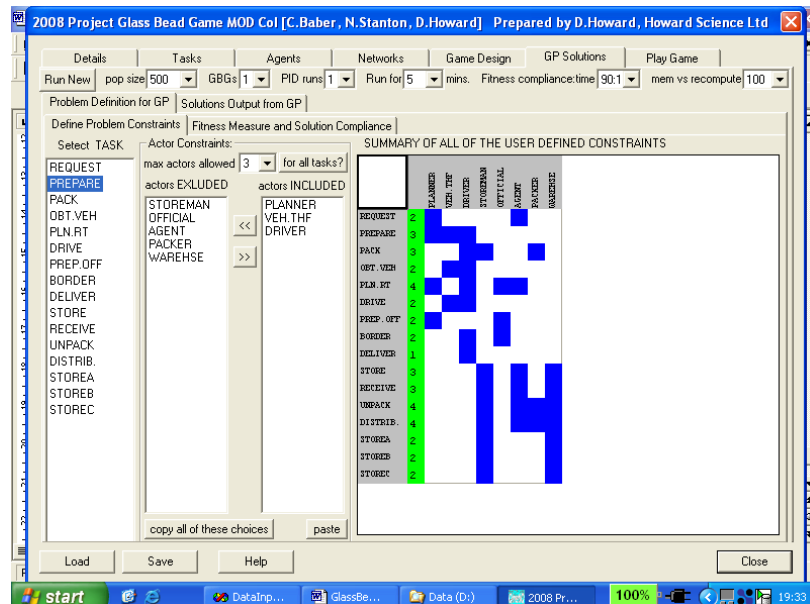 2008 Project Glass Bead Game MOD Col [C.Baber, N.Stanton, D.Howard] Prepared by D.Howard, Howard Science Ltd
Details Tasks Agents Networks Game Design GP Solutions Play Game
Run New pop size 500 GBGs 1 PID runs 1 Run for 5 mins. Fitness compliance:time 90:1 mem vs recompute 100
Problem Definition for GP Solutions Output from GP
Define Problem Constraints Fitness Measure and Solution Compliance
Select TASK
REQUEST
PREPARE
PACK
OBT.VEH
PLN.RT
DRIVE
PREP.OFF
BORDER
DELIVER
STORE
RECEIVE
UNPACK
DISTRIB.
STOREA
STOREB
STOREC
Actor Constraints:
max actors allowed 3 for all tasks?
actors EXLUDED actors INCLUDED
STOREMAN
OFFICIAL
AGENT
PACKER
WAREHSE
<<
>>
PLANNER
VEH.THF
DRIVER
copy all of these choices paste
SUMMARY OF ALL OF THE USER DEFINED CONSTRAINTS
PLANNER VEH.THF DRIVER STOREMAN OFFICIAL AGENT PACKER WAREHSE
REQUEST 2
PREPARE 3
PACK 3
OBT.VEH 2
PLN.RT 4
DRIVE 2
PREP.OFF 2
BORDER 2
DELIVER 1
STORE 3
RECEIVE 3
UNPACK 4
DISTRIB. 4
STOREA 2
STOREB 2
STOREC 2
Load Save Help Close
start DataInp... GlassBe... Data (D:) 2008 Pr... 100% 19:33